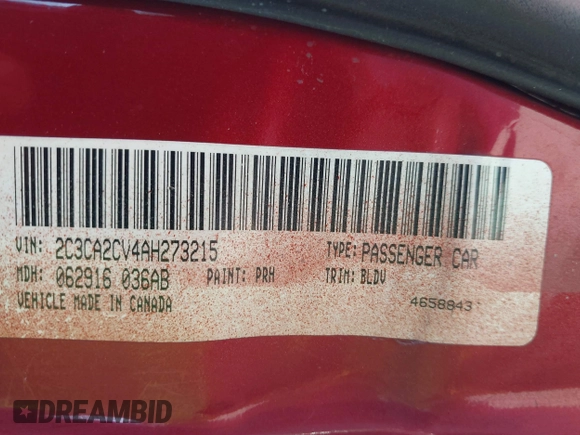 VIN: 2C3CA2CV4AH273215 TYPE: PASSENGER CAR
MDH: 062916 036AB PAINT: PRH TRIM: BLDV
VEHICLE MADE IN CANADA 4658843
DREAMBID